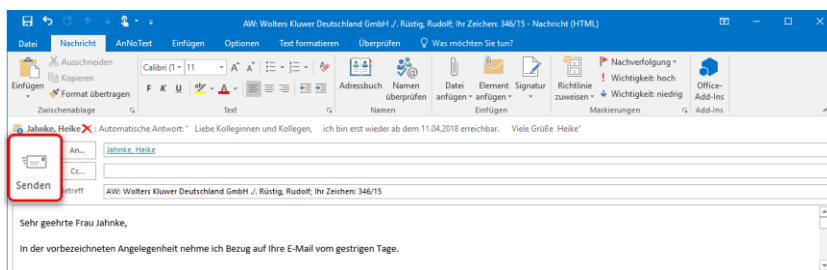 AW: Wolters Kluwer Deutschland GmbH ./. Rüstig, Rudolf; Ihr Zeichen: 346/15 - Nachricht (HTML)
Datei Nachricht AnNoText Einfügen Optionen Text formatieren Überprüfen Was möchten Sie tun?
Einfügen
Ausschneiden
Kopieren
Format übertragen
Zwischenablage
Calibri (T 11 A A
F K U A
Text
Adressbuch Namen überprüfen
Namen
Datei anfügen Element anfügen Signatur
Einfügen
Richtlinie zuweisen
Nachverfolgung
Wichtigkeit: hoch
Wichtigkeit: niedrig
Markierungen
Office-Add-Ins
Add-Ins
Jahnke, Heike : Automatische Antwort:" Liebe Kolleginnen und Kollegen, ich bin erst wieder ab dem 11.04.2018 erreichbar. Viele Grüße Heike"
Senden
An... Jahnke, Heike
Cc...
Betreff AW: Wolters Kluwer Deutschland GmbH ./. Rüstig, Rudolf; Ihr Zeichen: 346/15
Sehr geehrte Frau Jahnke,
In der vorbezeichneten Angelegenheit nehme ich Bezug auf Ihre E-Mail vom gestrigen Tage.